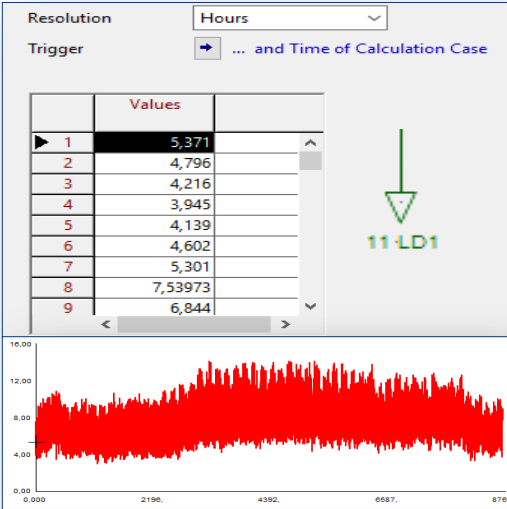 Resolution Hours
Trigger ... and Time of Calculation Case
Values
1 5,371
2 4,796
3 4,216
4 3,945
5 4,139
6 4,602
7 5,301
8 7,53973
9 6,844
11-LD1
16,00
12,00
8,00
4,00
0,00
0,000 2196, 4392, 6587, 876